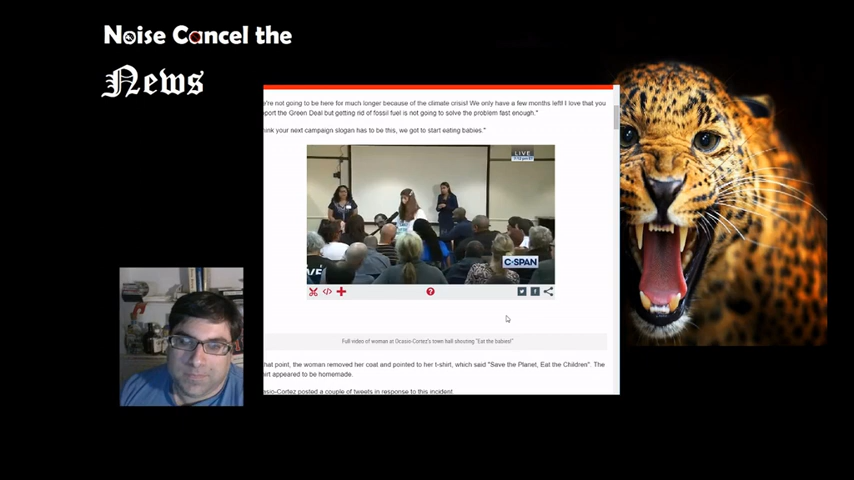 Noise Cancel the
News
're not going to be here for much longer because of the climate crisis! We only have a few months left! I love that you
port the Green Deal but getting rid of fossil fuel is not going to solve the problem fast enough."
hink your next campaign slogan has to be this, we got to start eating babies."
LIVE
C-SPAN
Full video of woman at Ocasio-Cortez's town hall shouting "Eat the babies!"
hat point, the woman removed her coat and pointed to her t-shirt, which said "Save the Planet, Eat the Children". The
irt appeared to be homemade.
asio-Cortez posted a couple of tweets in response to this incident